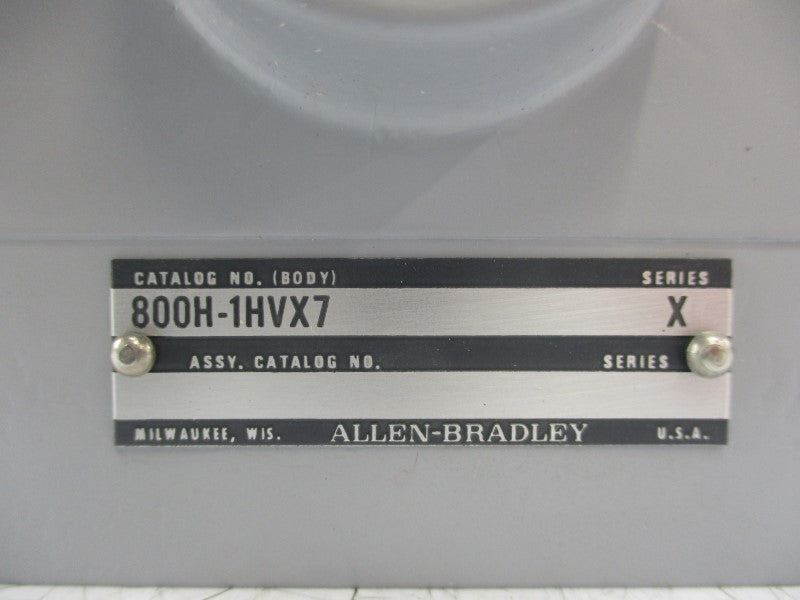 CATALOG NO. (BODY) SERIES
800H-1HVX7 X
ASSY. CATALOG NO. SERIES
MILWAUKEE, WIS. ALLEN-BRADLEY U.S.A.